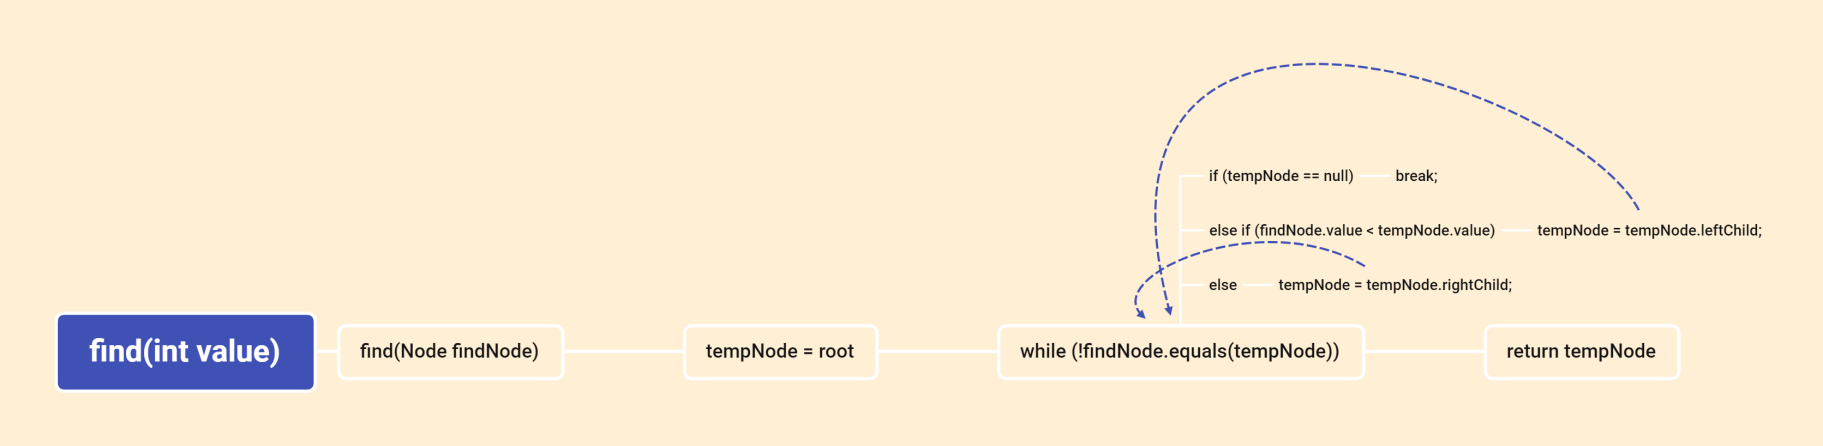 if (tempNode == null) break;
else if (findNode.value < tempNode.value) tempNode = tempNode.leftChild;
else tempNode = tempNode.rightChild;
find(int value) find(Node findNode) tempNode = root while (!findNode.equals(tempNode)) return tempNode